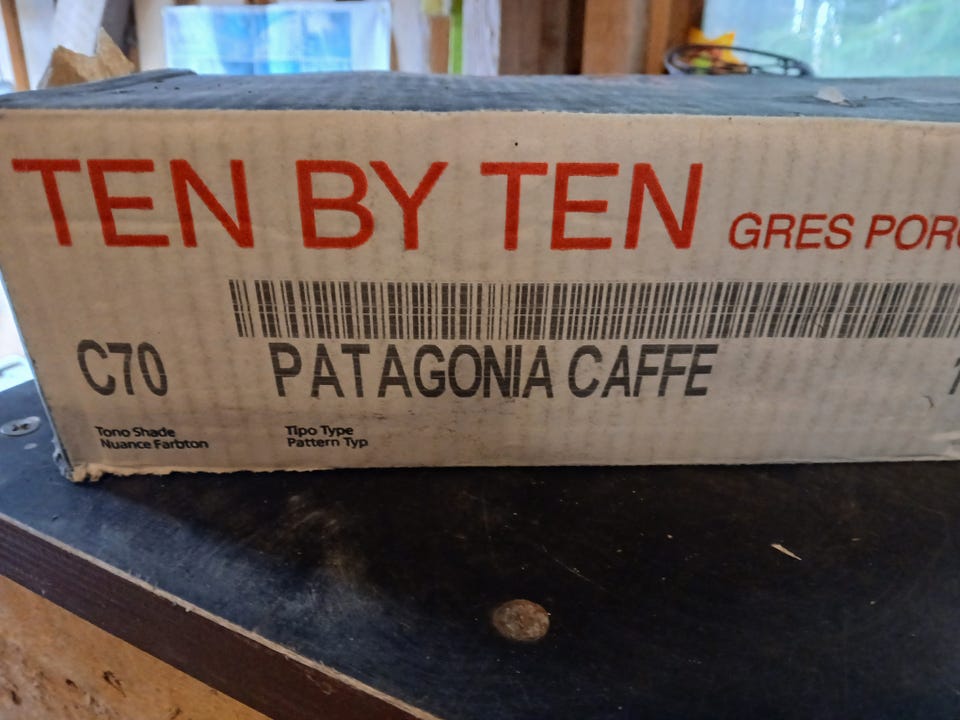 TEN BY TEN GRES
C70 PATAGONIA CAFFE
Tono Shade Tipo Type
Nuance Farbton Pattern Typ